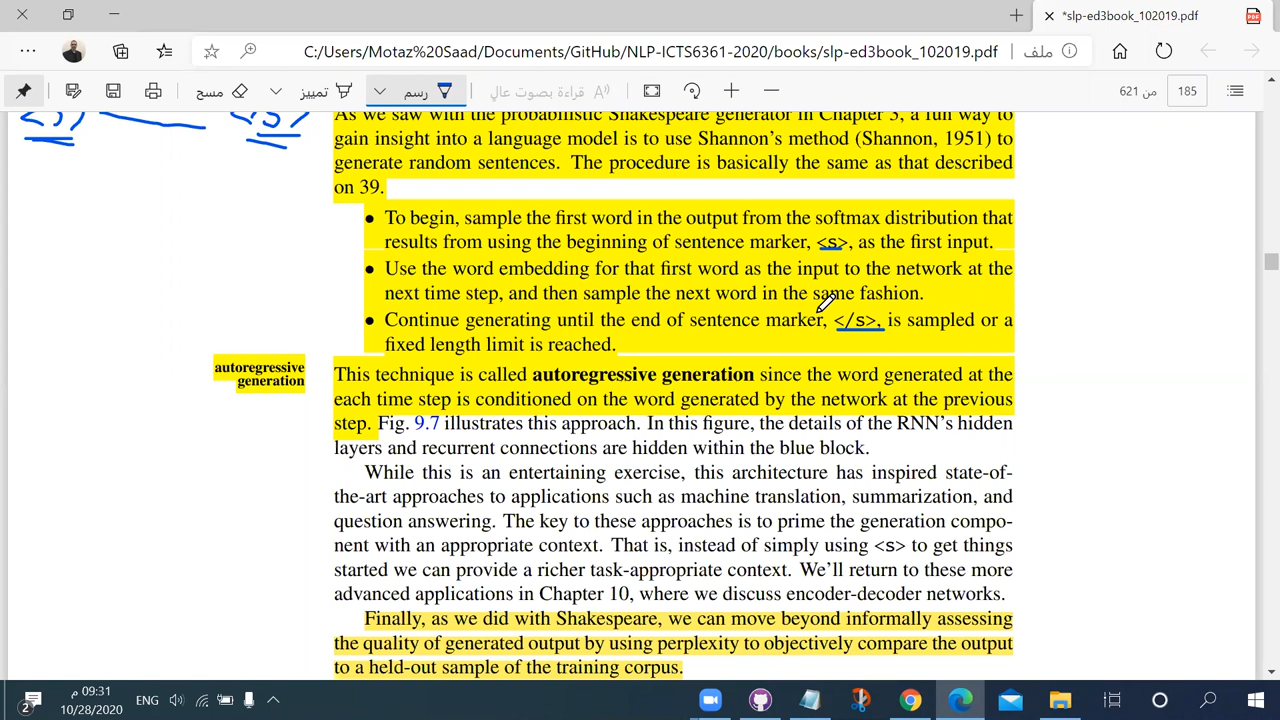 *slp-ed3book_102019.pdf
C:/Users/Motaz%20Saad/Documents/GitHub/NLP-ICTS6361-2020/books/slp-ed3book_102019.pdf
ملف
مسح
تمييز
رسم
قراءة بصوت عالٍ
من 621
185
<s>
<s>
As we saw with the probabilistic Shakespeare generator in Chapter 3, a fun way to
gain insight into a language model is to use Shannon's method (Shannon, 1951) to
generate random sentences. The procedure is basically the same as that described
on 39.
• To begin, sample the first word in the output from the softmax distribution that
results from using the beginning of sentence marker, <s>, as the first input.
• Use the word embedding for that first word as the input to the network at the
next time step, and then sample the next word in the same fashion.
• Continue generating until the end of sentence marker, </s>, is sampled or a
fixed length limit is reached.
autoregressive
generation
This technique is called autoregressive generation since the word generated at the
each time step is conditioned on the word generated by the network at the previous
step. Fig. 9.7 illustrates this approach. In this figure, the details of the RNN's hidden
layers and recurrent connections are hidden within the blue block.
While this is an entertaining exercise, this architecture has inspired state-of-
the-art approaches to applications such as machine translation, summarization, and
question answering. The key to these approaches is to prime the generation compo-
nent with an appropriate context. That is, instead of simply using <s> to get things
started we can provide a richer task-appropriate context. We'll return to these more
advanced applications in Chapter 10, where we discuss encoder-decoder networks.
Finally, as we did with Shakespeare, we can move beyond informally assessing
the quality of generated output by using perplexity to objectively compare the output
to a held-out sample of the training corpus.
2
09:31 م
10/28/2020
ENG